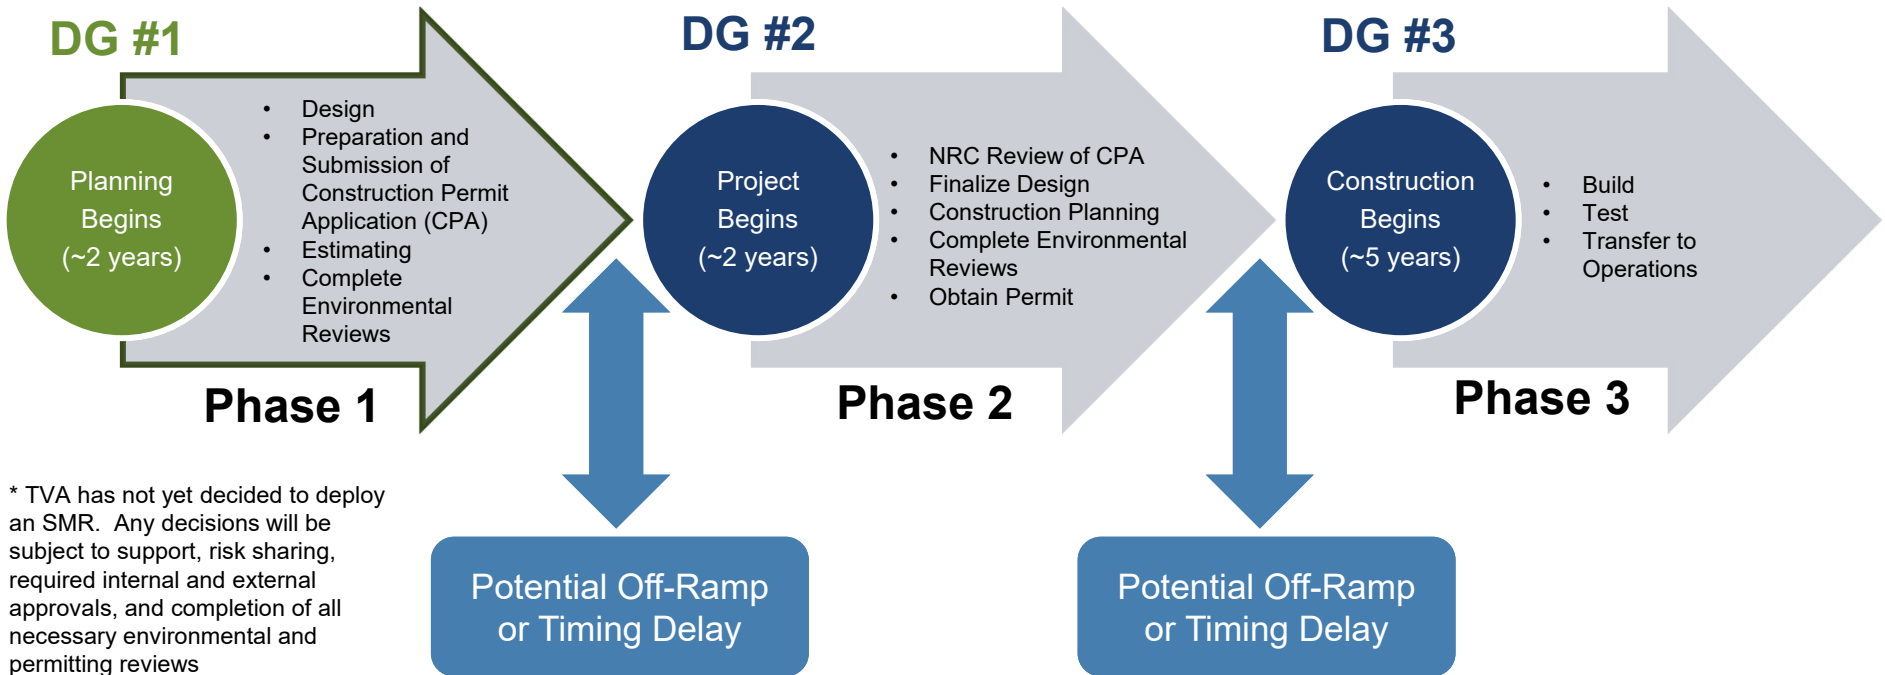 DG #1
Planning
Begins
(~2 years)
• Design
• Preparation and
Submission of
Construction Permit
Application (CPA)
• Estimating
• Complete
Environmental
Reviews
Phase 1
DG #2
Project
Begins
(~2 years)
• NRC Review of CPA
• Finalize Design
• Construction Planning
• Complete Environmental
Reviews
• Obtain Permit
Phase 2
DG #3
Construction
Begins
(~5 years)
• Build
• Test
• Transfer to
Operations
Phase 3
* TVA has not yet decided to deploy
an SMR.  Any decisions will be
subject to support, risk sharing,
required internal and external
approvals, and completion of all
necessary environmental and
permitting reviews
Potential Off-Ramp
or Timing Delay
Potential Off-Ramp
or Timing Delay